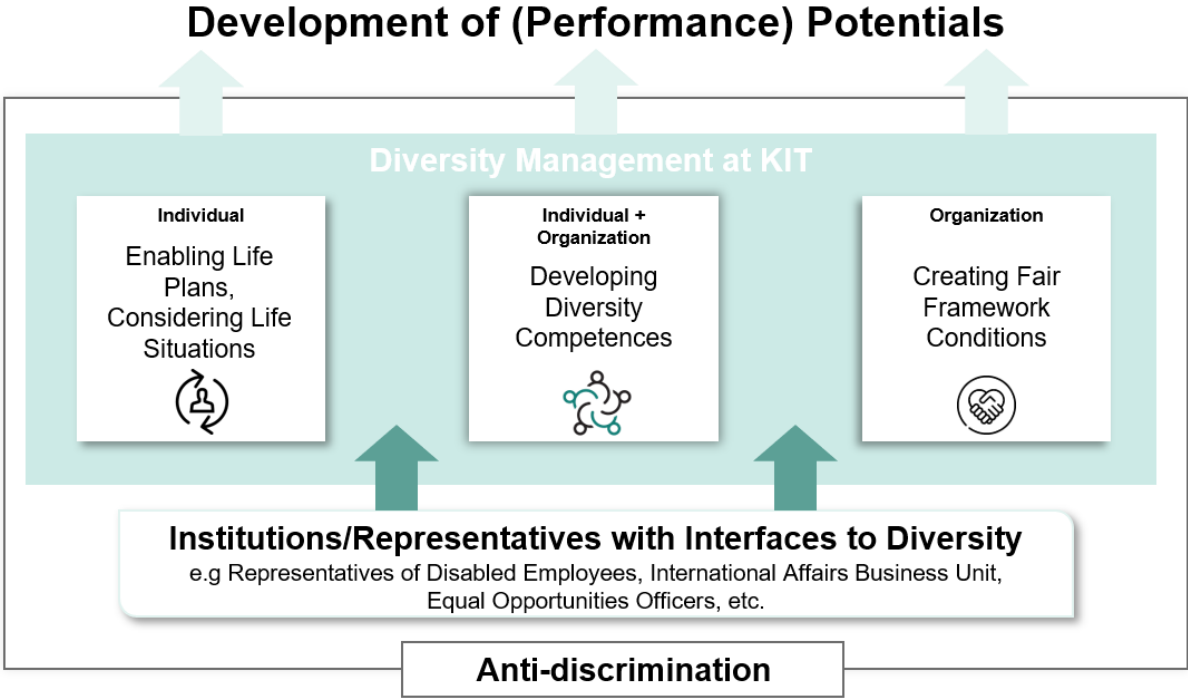 Development of (Performance) Potentials
Diversity Management at KIT
Individual
Enabling Life
Plans,
Considering Life
Situations
Individual +
Organization
Developing
Diversity
Competences
Organization
Creating Fair
Framework
Conditions
Institutions/Representatives with Interfaces to Diversity
e.g Representatives of Disabled Employees, International Affairs Business Unit,
Equal Opportunities Officers, etc.
Anti-discrimination